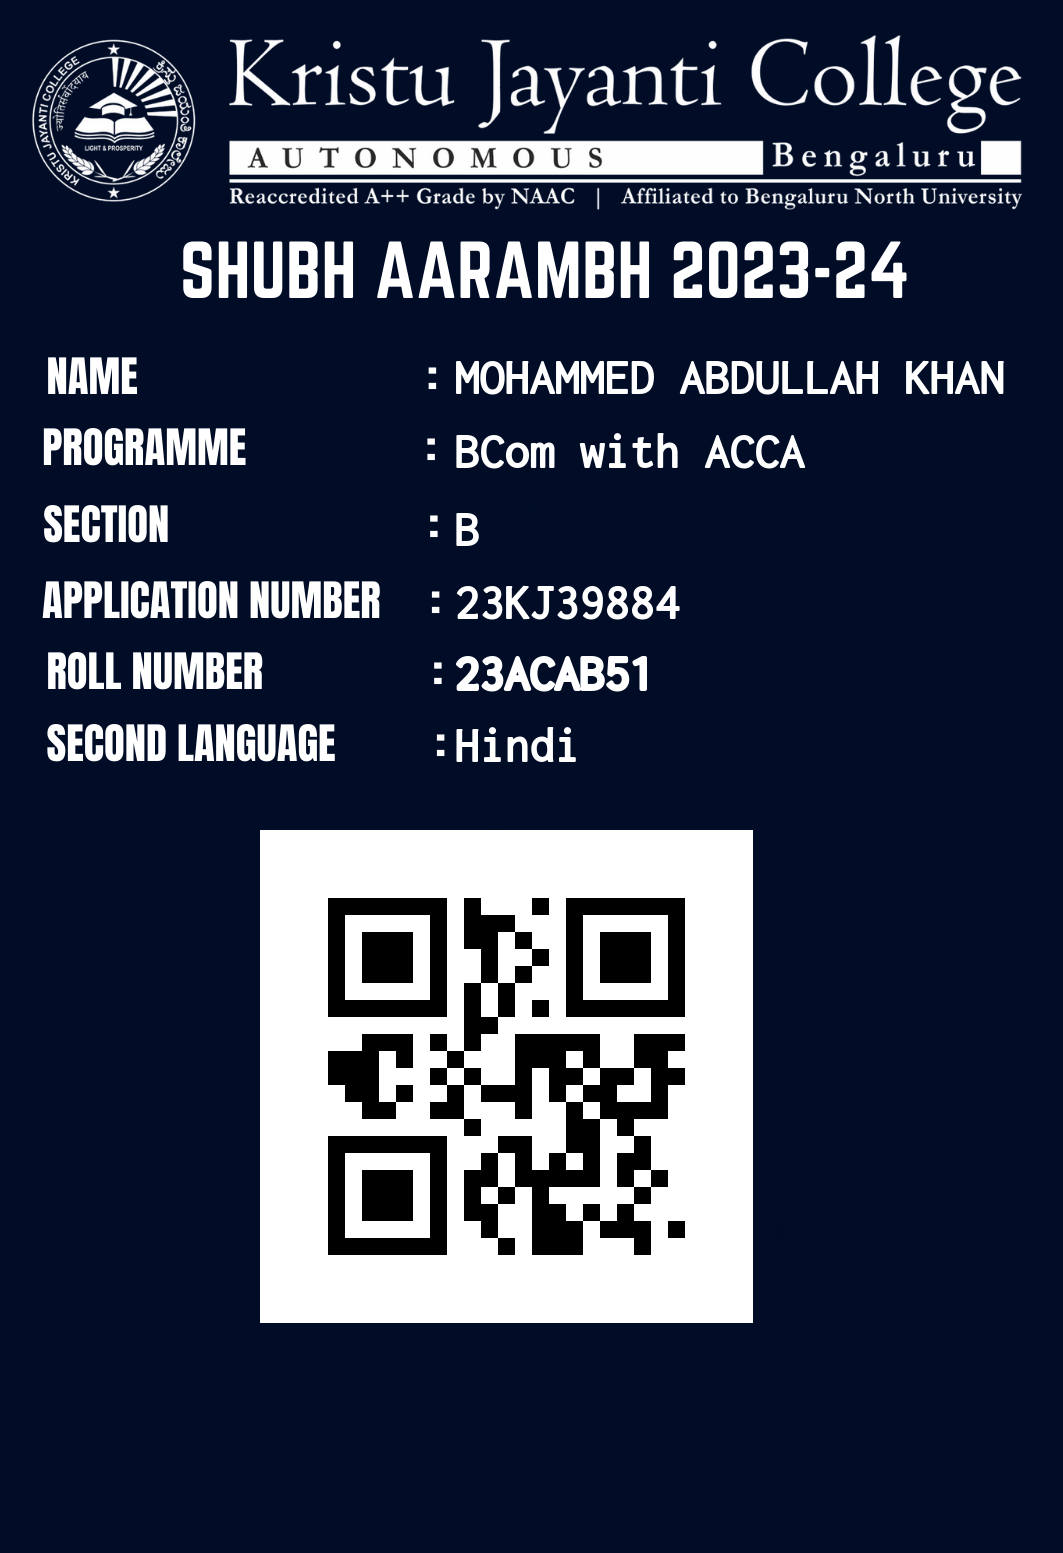 KRISTU JAYANTI COLLEGE
ज्योतिर्संवर्दियाय
ಕ್ರಿಸ್ತು ಜಯಂತಿ ಕಾಲೇಜು
LIGHT & PROSPERITY
Kristu Jayanti College
AUTONOMOUS Bengaluru
Reaccredited A++ Grade by NAAC | Affiliated to Bengaluru North University
SHUBH AARAMBH 2023-24
NAME : MOHAMMED ABDULLAH KHAN
PROGRAMME : BCom with ACCA
SECTION : B
APPLICATION NUMBER : 23KJ39884
ROLL NUMBER : 23ACAB51
SECOND LANGUAGE : Hindi